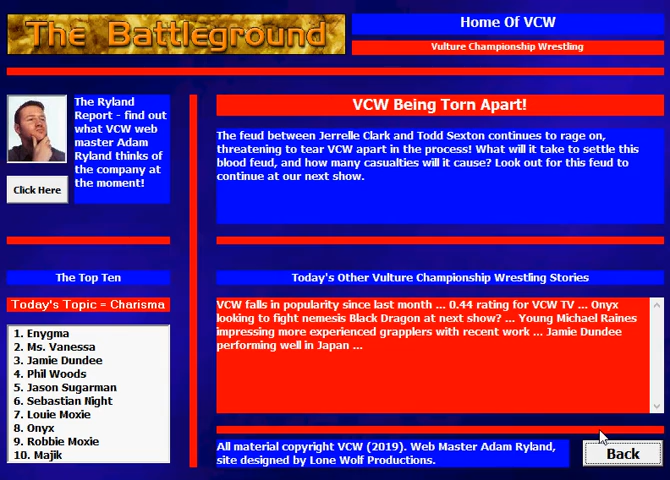 The Battleground
Home Of VCW
Vulture Championship Wrestling
The Ryland
Report - find out
what VCW web
master Adam
Ryland thinks of
the company at
the moment!
Click Here
VCW Being Torn Apart!
The feud between Jerrelle Clark and Todd Sexton continues to rage on,
threatening to tear VCW apart in the process! What will it take to settle this
blood feud, and how many casualties will it cause? Look out for this feud to
continue at our next show.
The Top Ten
Today's Topic = Charisma
1. Enygma
2. Ms. Vanessa
3. Jamie Dundee
4. Phil Woods
5. Jason Sugarman
6. Sebastian Night
7. Louie Moxie
8. Onyx
9. Robbie Moxie
10. Majik
Today's Other Vulture Championship Wrestling Stories
VCW falls in popularity since last month ... 0.44 rating for VCW TV ... Onyx
looking to fight nemesis Black Dragon at next show? ... Young Michael Raines
impressing more experienced grapplers with recent work ... Jamie Dundee
performing well in Japan ...
All material copyright VCW (2019). Web Master Adam Ryland,
site designed by Lone Wolf Productions.
Back